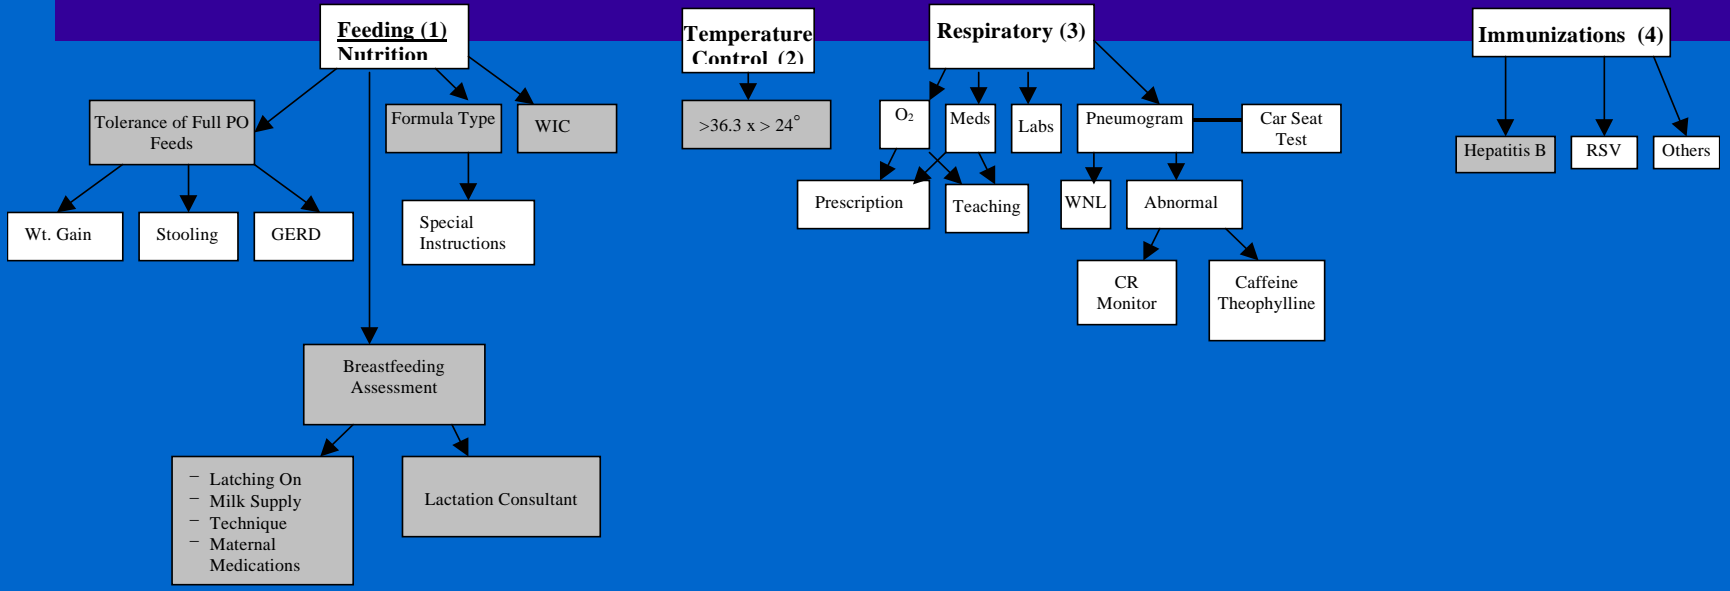 Feeding (1)
Nutrition
Temperature
Control (2)
Respiratory (3)
Immunizations (4)
Tolerance of Full PO
Feeds
Formula Type
WIC
>36.3 x > 24°
O₂
Meds
Labs
Pneumogram
Car Seat
Test
Hepatitis B
RSV
Others
Wt. Gain
Stooling
GERD
Special
Instructions
Prescription
Teaching
WNL
Abnormal
CR
Monitor
Caffeine
Theophylline
Breastfeeding
Assessment
– Latching On
– Milk Supply
– Technique
– Maternal
Medications
Lactation Consultant